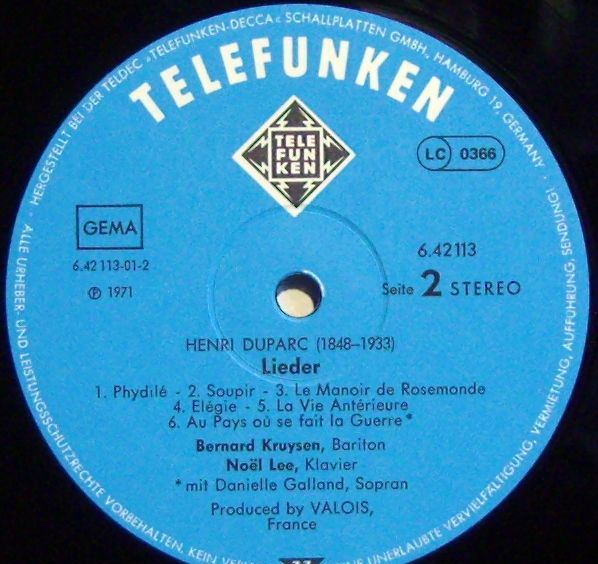 HERGESTELLT BEI DER TELDEC »TELEFUNKEN-DECCA« SCHALLPLATTEN GMBH., HAMBURG 19, GERMANY
TELEFUNKEN
TELE
FUN
KEN
LC 0366
GEMA
6.42 113-01-2
℗ 1971
6.42113
Seite 2 STEREO
HENRI DUPARC (1848–1933)
Lieder
1. Phydilé - 2. Soupir - 3. Le Manoir de Rosemonde
4. Elégie - 5. La Vie Antérieure
6. Au Pays où se fait la Guerre*
Bernard Kruysen, Bariton
Noël Lee, Klavier
*mit Danielle Galland, Sopran
Produced by VALOIS,
France
33
ALLE URHEBER- UND LEISTUNGSSCHUTZRECHTE VORBEHALTEN. KEIN UNERLAUBTE VERVIELFÄLTIGUNG, VERMIETUNG, AUFFÜHRUNG, SENDUNG!